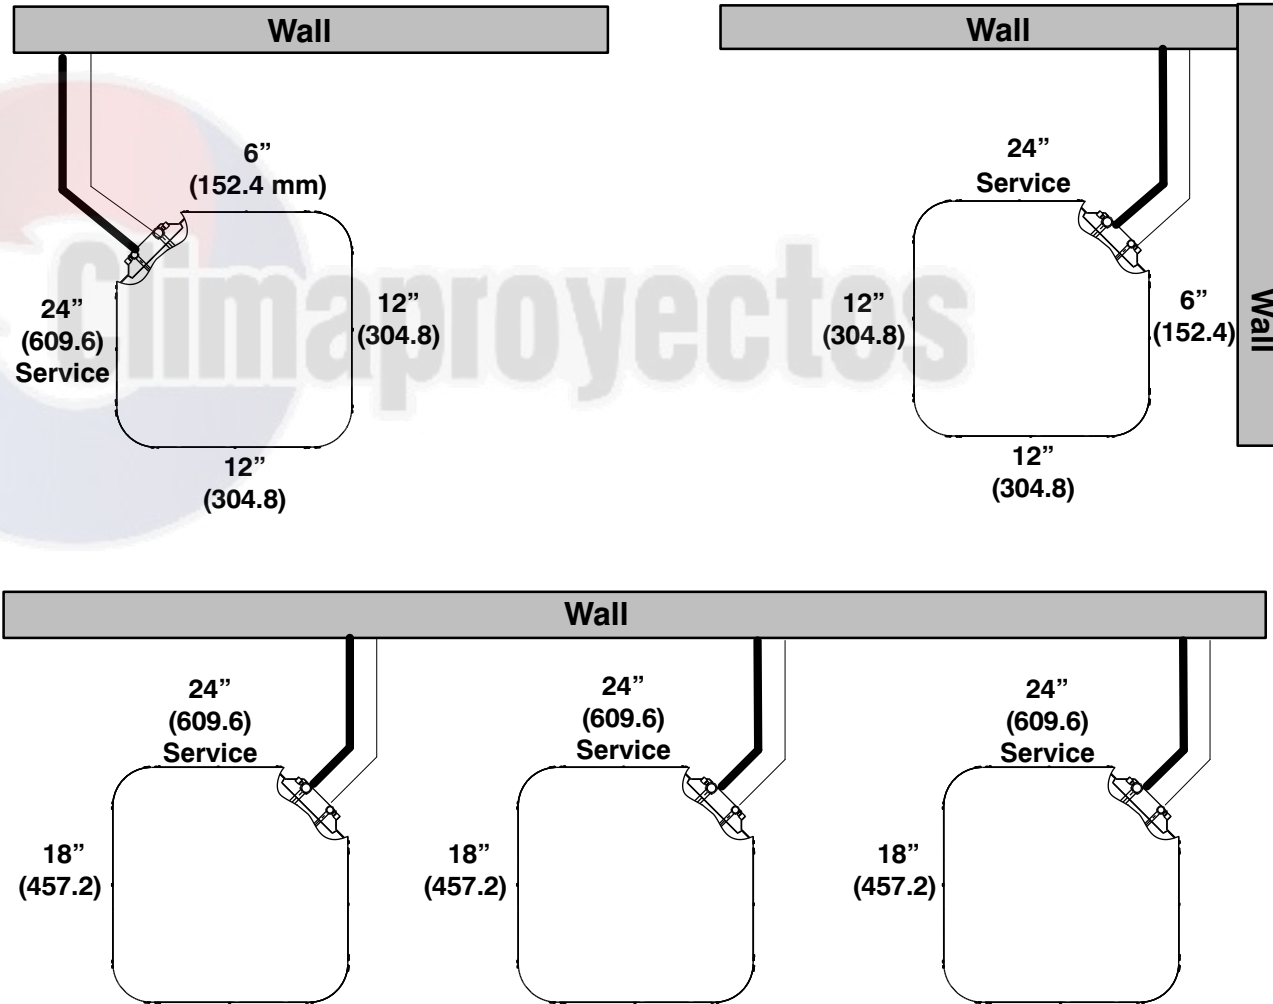 Wall
6”
(152.4 mm)
24”
(609.6)
Service
12”
(304.8)
12”
(304.8)
Wall
24”
Service
12”
(304.8)
6”
(152.4)
Wall
12”
(304.8)
Climaproyectos
Wall
24”
(609.6)
Service
24”
(609.6)
Service
24”
(609.6)
Service
18”
(457.2)
18”
(457.2)
18”
(457.2)